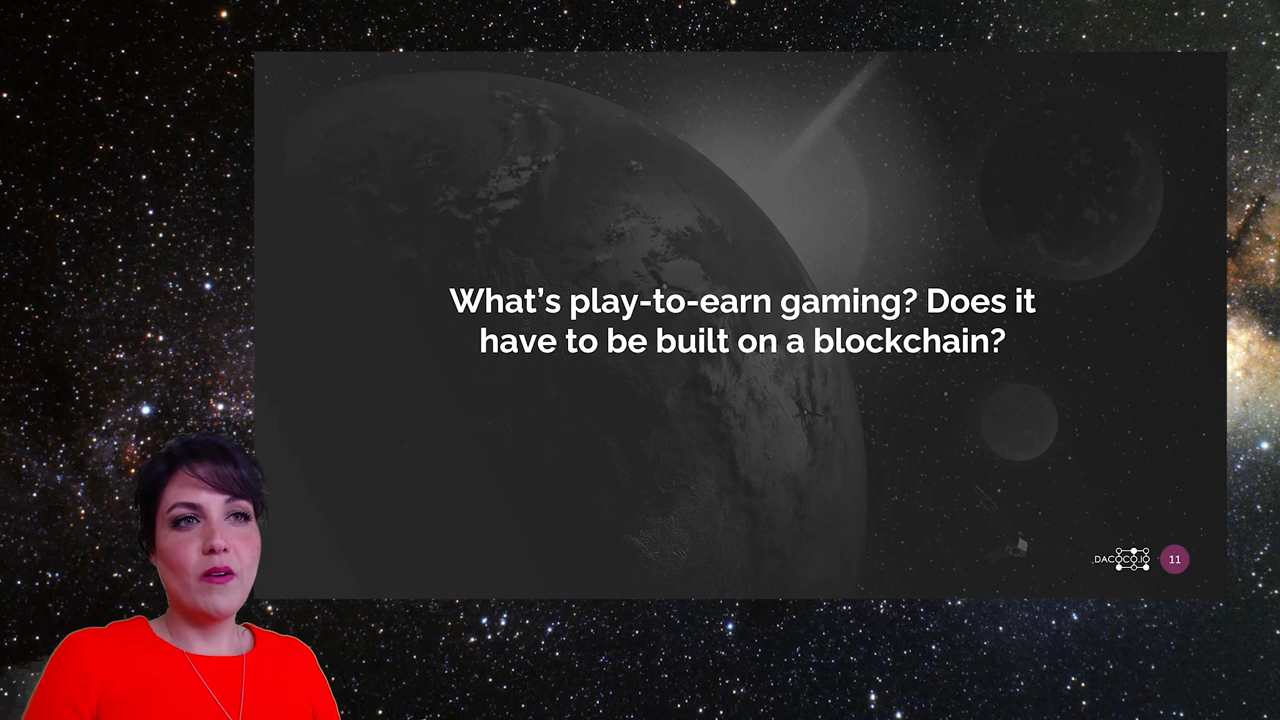 What’s play-to-earn gaming? Does it
have to be built on a blockchain?
DACOCO.IO
11